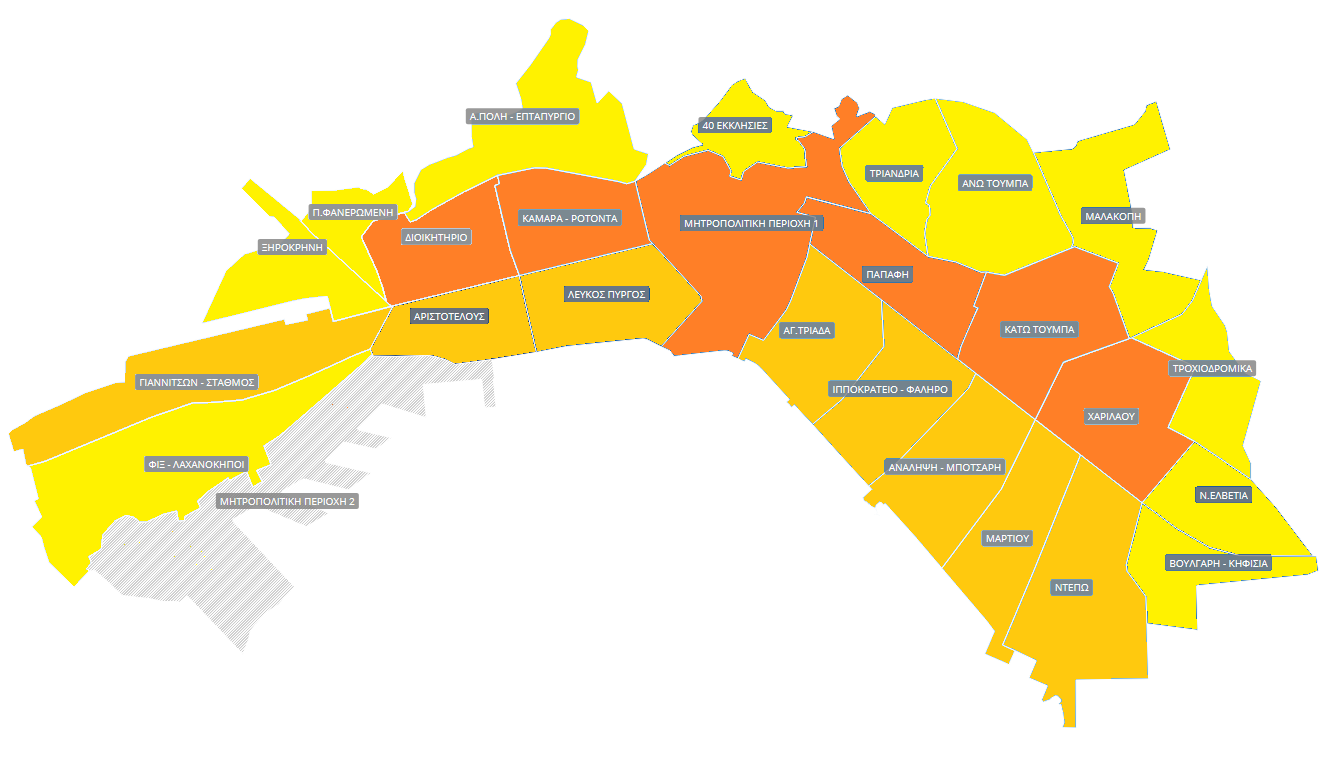 Α.ΠΟΛΗ - ΕΠΤΑΠΥΡΓΙΟ
40 ΕΚΚΛΗΣΙΕΣ
ΤΡΙΑΝΔΡΙΑ
ΑΝΩ ΤΟΥΜΠΑ
Π.ΦΑΝΕΡΩΜΕΝΗ
ΚΑΜΑΡΑ - ΡΟΤΟΝΤΑ
ΜΗΤΡΟΠΟΛΙΤΙΚΗ ΠΕΡΙΟΧΗ 1
ΜΑΛΑΚΟΠΗ
ΔΙΟΙΚΗΤΗΡΙΟ
ΞΗΡΟΚΡΗΝΗ
ΠΑΠΑΦΗ
ΛΕΥΚΟΣ ΠΥΡΓΟΣ
ΑΡΙΣΤΟΤΕΛΟΥΣ
ΑΓ.ΤΡΙΑΔΑ
ΚΑΤΩ ΤΟΥΜΠΑ
ΤΡΟΧΙΟΔΡΟΜΙΚΑ
ΓΙΑΝΝΙΤΣΩΝ - ΣΤΑΘΜΟΣ
ΙΠΠΟΚΡΑΤΕΙΟ - ΦΑΛΗΡΟ
ΧΑΡΙΛΑΟΥ
ΦΙΞ - ΛΑΧΑΝΟΚΗΠΟΙ
ΑΝΑΛΗΨΗ - ΜΠΟΤΣΑΡΗ
ΜΗΤΡΟΠΟΛΙΤΙΚΗ ΠΕΡΙΟΧΗ 2
Ν.ΕΛΒΕΤΙΑ
ΜΑΡΤΙΟΥ
ΒΟΥΛΓΑΡΗ - ΚΗΦΙΣΙΑ
ΝΤΕΠΩ